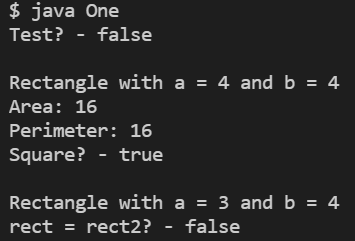 $ java One
Test? - false
Rectangle with a = 4 and b = 4
Area: 16
Perimeter: 16
Square? - true
Rectangle with a = 3 and b = 4
rect = rect2? - false